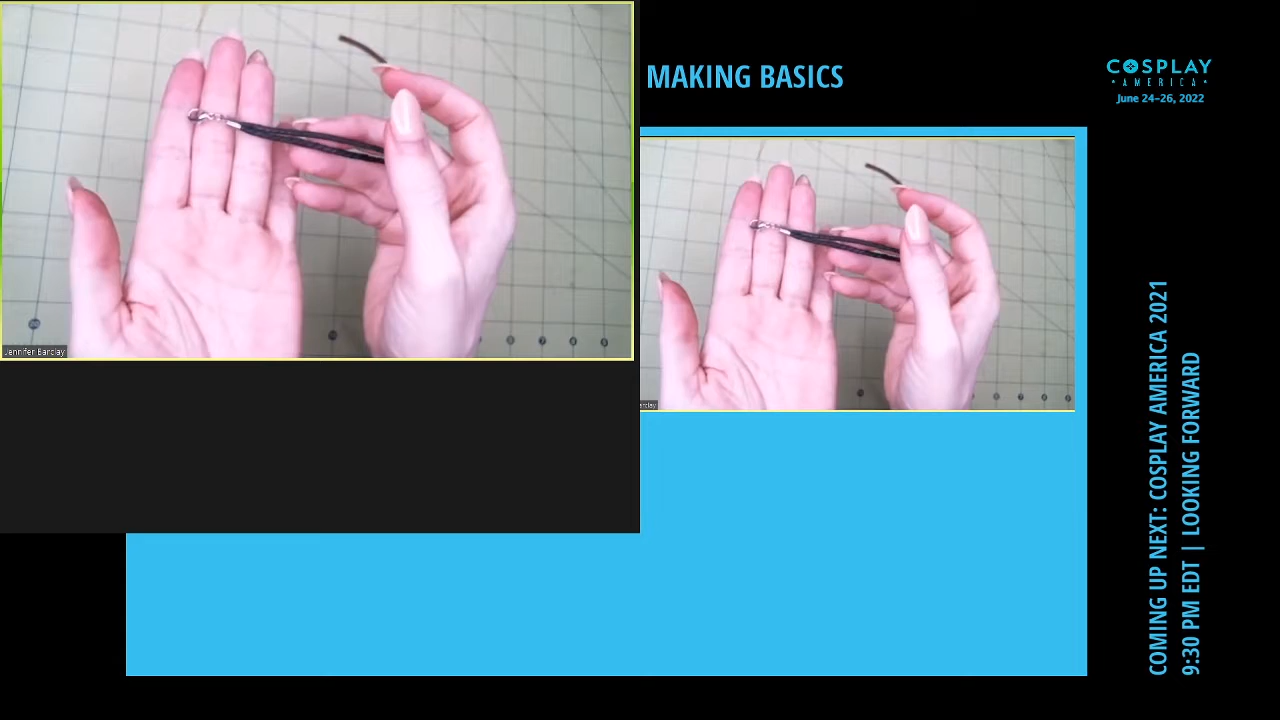 MAKING BASICS
COSPLAY
AMERICA
June 24-26, 2022
Jennifer Barclay
COMING UP NEXT: COSPLAY AMERICA 2021
9:30 PM EDT | LOOKING FORWARD